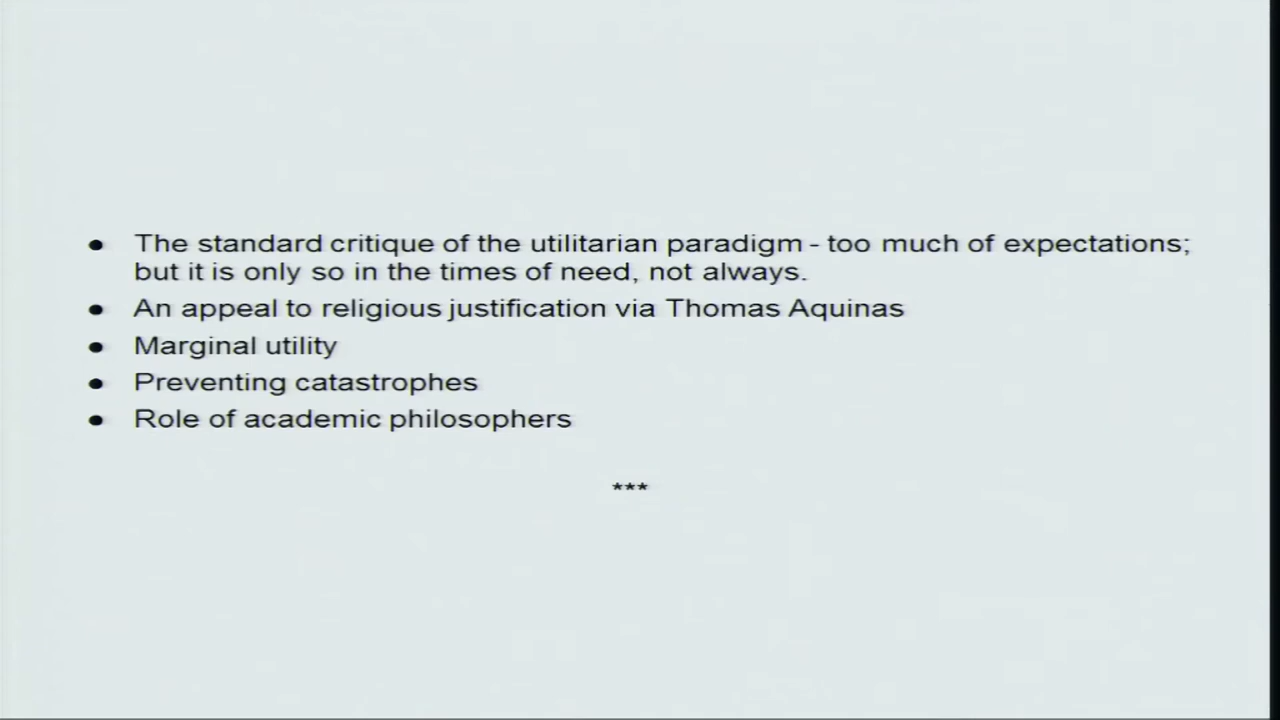 ● The standard critique of the utilitarian paradigm - too much of expectations;
but it is only so in the times of need, not always.
● An appeal to religious justification via Thomas Aquinas
● Marginal utility
● Preventing catastrophes
● Role of academic philosophers
***